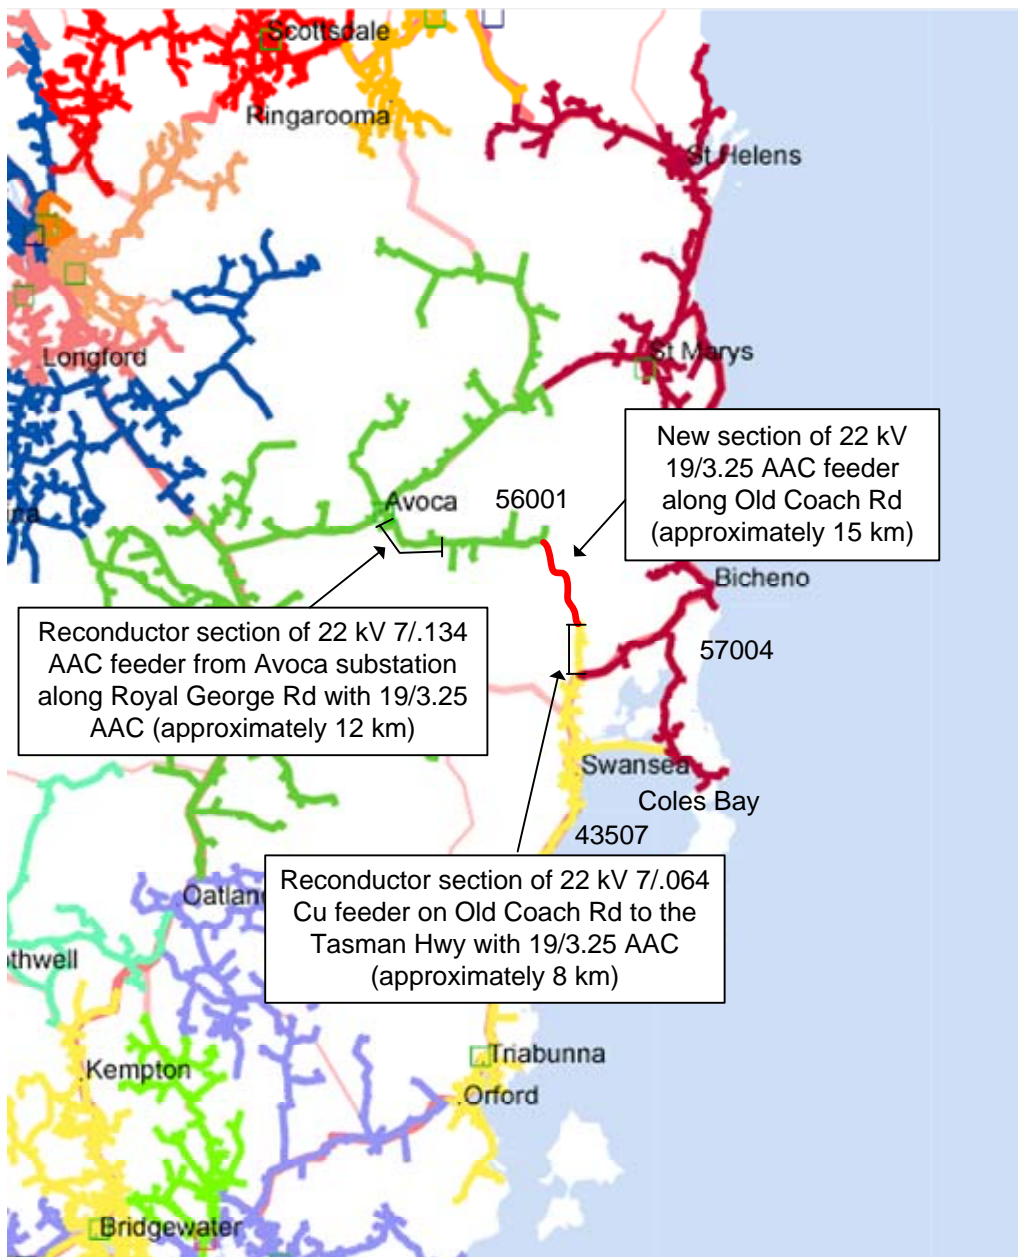 Scottsdale
Ringarooma
St Helens
Longford
St Marys
New section of 22 kV
19/3.25 AAC feeder
along Old Coach Rd
(approximately 15 km)
Avoca
56001
na
Bicheno
Reconductor section of 22 kV 7/.134
AAC feeder from Avoca substation
along Royal George Rd with 19/3.25
AAC (approximately 12 km)
57004
Swansea
Coles Bay
43507
Reconductor section of 22 kV 7/.064
Cu feeder on Old Coach Rd to the
Tasman Hwy with 19/3.25 AAC
(approximately 8 km)
Oatlan
othwell
Triabunna
Kempton
Orford
Bridgewater